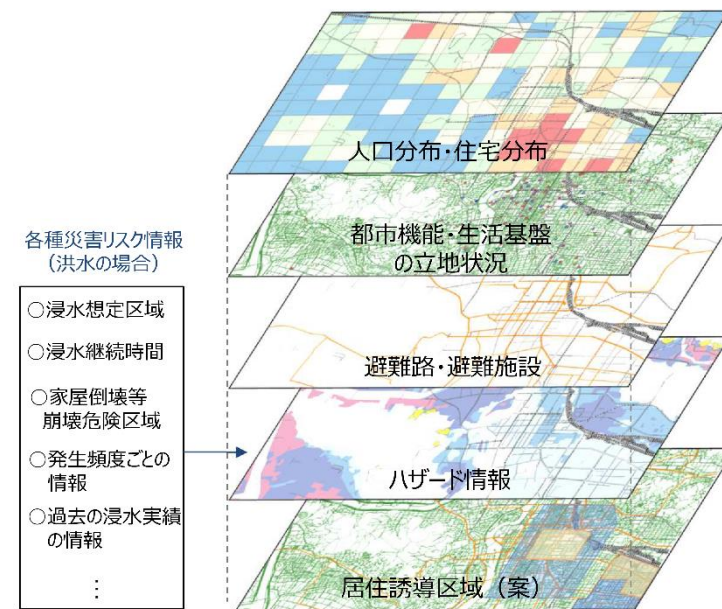 人口分布・住宅分布
都市機能・生活基盤
の立地状況
避難路・避難施設
ハザード情報
居住誘導区域（案）
各種災害リスク情報
（洪水の場合）
○浸水想定区域
○浸水継続時間
○家屋倒壊等
崩壊危険区域
○発生頻度ごとの
情報
○過去の浸水実績
の情報
⋮